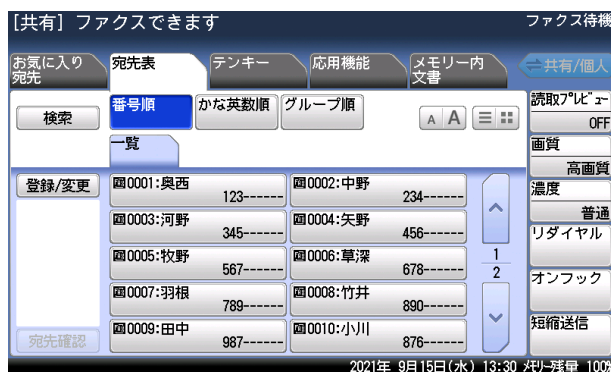 [共有] ファクスできます
ファクス待機
お気に入り
宛先
宛先表
テンキー
応用機能
メモリー内
文書
共有/個人
検索
番号順
かな英数順
グループ順
A A
一覧
登録/変更
0001:奥西
123------
0002:中野
234------
0003:河野
345------
0004:矢野
456------
0005:牧野
567------
0006:草深
678------
0007:羽根
789------
0008:竹井
890------
0009:田中
987------
0010:小川
876------
1
2
宛先確認
読取プレビュー
OFF
画質
高画質
濃度
普通
リダイヤル
オンフック
短縮送信
2021年 9月15日(水) 13:30 メモリー残量 100%